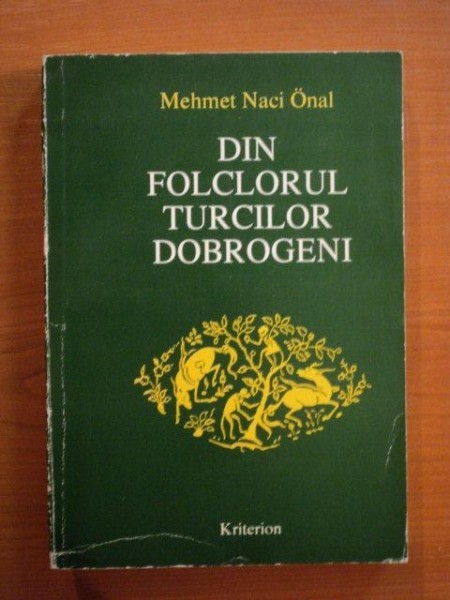 Mehmet Naci Önal
DIN
FOLCLORUL
TURCILOR
DOBROGENI
Kriterion